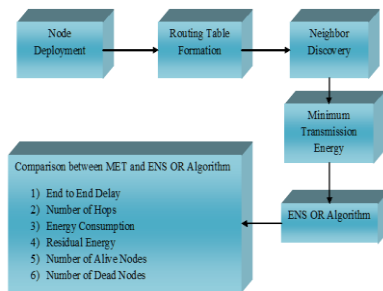 Node
Deployment
Routing Table
Formation
Neighbor
Discovery
Minimum
Transmission
Energy
ENS OR Algorithm
Comparison between MET and ENS OR Algorithm
1) End to End Delay
2) Number of Hops
3) Energy Consumption
4) Residual Energy
5) Number of Alive Nodes
6) Number of Dead Nodes